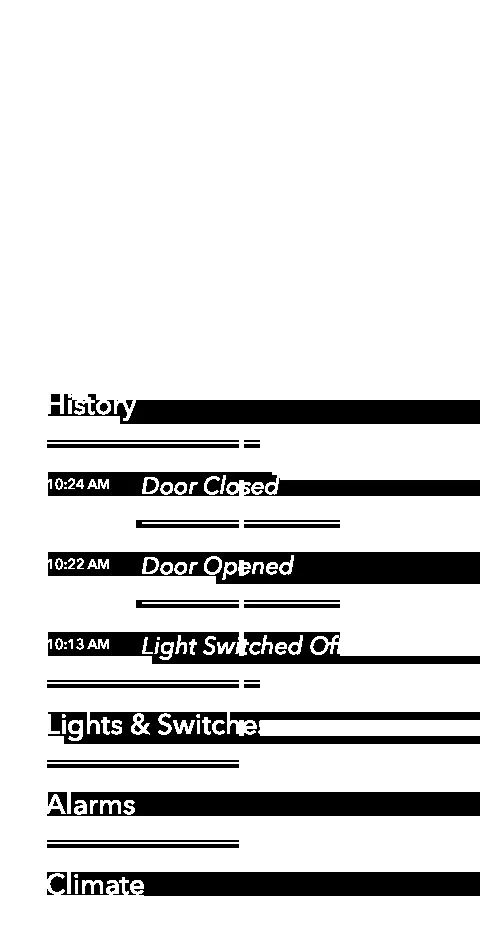 History
10:24 AM Door Closed
10:22 AM Door Opened
10:13 AM Light Switched Off
Lights & Switches
Alarms
Climate